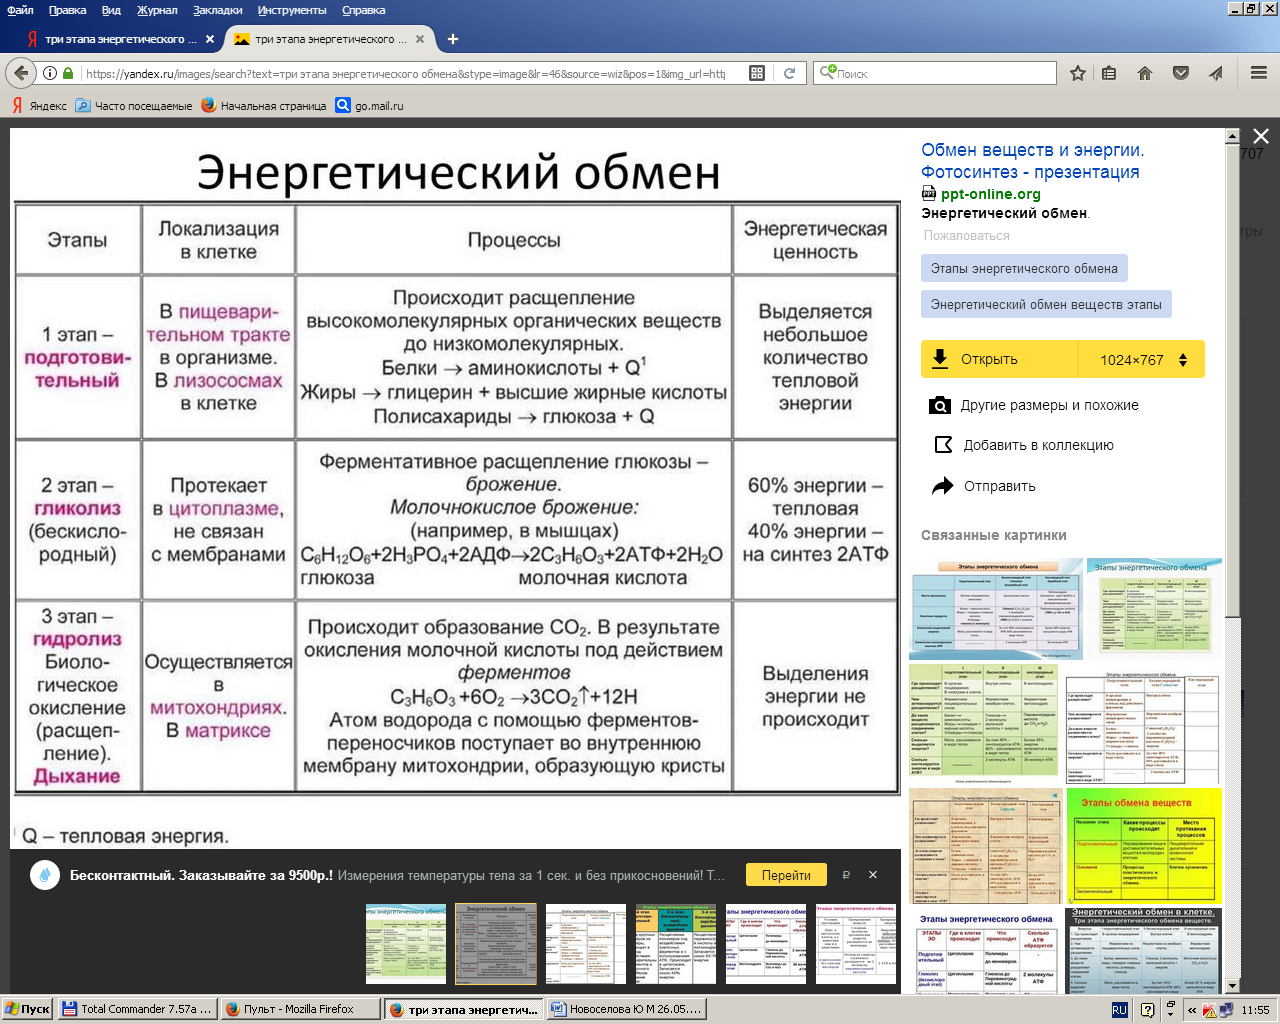 Файл Правка Вид Журнал Закладки Инструменты Справка
три этапа энергетического ...
три этапа энергетического ...
https://yandex.ru/images/search?text=три этапа энергетического обмена&stype=image&lr=46&source=wiz&pos=1&img_url=htt
Поиск
Яндекс Часто посещаемые Начальная страница go.mail.ru
Энергетический обмен
Этапы
Локализация
в клетке
Процессы
Энергетическая
ценность
1 этап –
подготови-
тельный
В пищевари-
тельном тракте
в организме.
В лизососмах
в клетке
Происходит расщепление
высокомолекулярных органических веществ
до низкомолекулярных.
Белки → аминокислоты + Q¹
Жиры → глицерин + высшие жирные кислоты
Полисахариды → глюкоза + Q
Выделяется
небольшое
количество
тепловой
энергии
2 этап –
гликолиз
(бескисло-
родный)
Протекает
в цитоплазме,
не связан
с мембранами
Ферментативное расщепление глюкозы –
брожение.
Молочнокислое брожение:
(например, в мышцах)
C₆H₁₂O₆+2H₃PO₄+2АДФ→2C₃H₆O₃+2АТФ+2H₂O
глюкоза молочная кислота
60% энергии –
тепловая
40% энергии –
на синтез 2АТФ
3 этап –
гидролиз
Биоло-
гическое
окисление
(расщеп-
ление).
Дыхание
Осуществляется
в
митохондриях.
В матриксе
Происходит образование CO₂. В результате
окисления молочной кислоты под действием
ферментов
C₃H₆O₃+6O₂ →3CO₂↑+12H
Атом водорода с помощью ферментов-
переносчиков поступает во внутреннюю
мембрану митохондрии, образующую кристы
Выделения
энергии не
происходит
Q – тепловая энергия.
Обмен веществ и энергии.
Фотосинтез - презентация
ppt-online.org
Энергетический обмен.
Пожаловаться
Этапы энергетического обмена
Энергетический обмен веществ этапы
Открыть 1024×767
Другие размеры и похожие
Добавить в коллекцию
Отправить
Связанные картинки
Этапы энергетического обмена
Этапы энергетического обмена
Этапы обмена веществ
Этапы энергетического обмена
Энергетический обмен в клетке.
Бесконтактный. Заказывайте за 9500р.! Измерения температуры тела за 1 сек. и без прикосновений! Т...
Перейти
Пуск
Total Commander 7.57a ...
Пульт - Mozilla Firefox
три этапа энергетич...
Новоселова Ю М 26.05....
RU
11:55